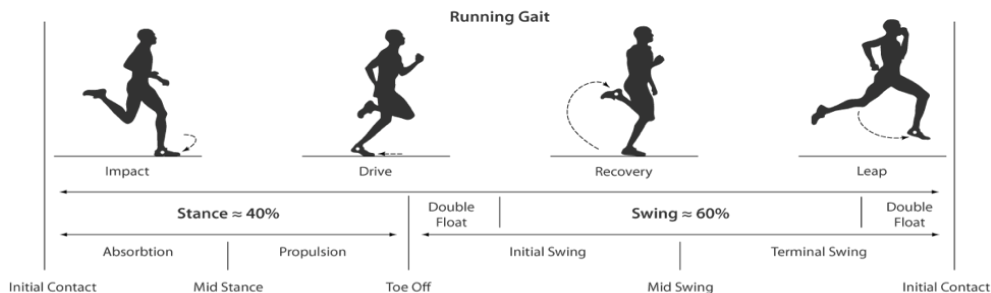 Running Gait
Impact
Drive
Recovery
Leap
Stance ≈ 40%
Double
Float
Swing ≈ 60%
Double
Float
Absorbtion
Propulsion
Initial Swing
Terminal Swing
Initial Contact
Mid Stance
Toe Off
Mid Swing
Initial Contact